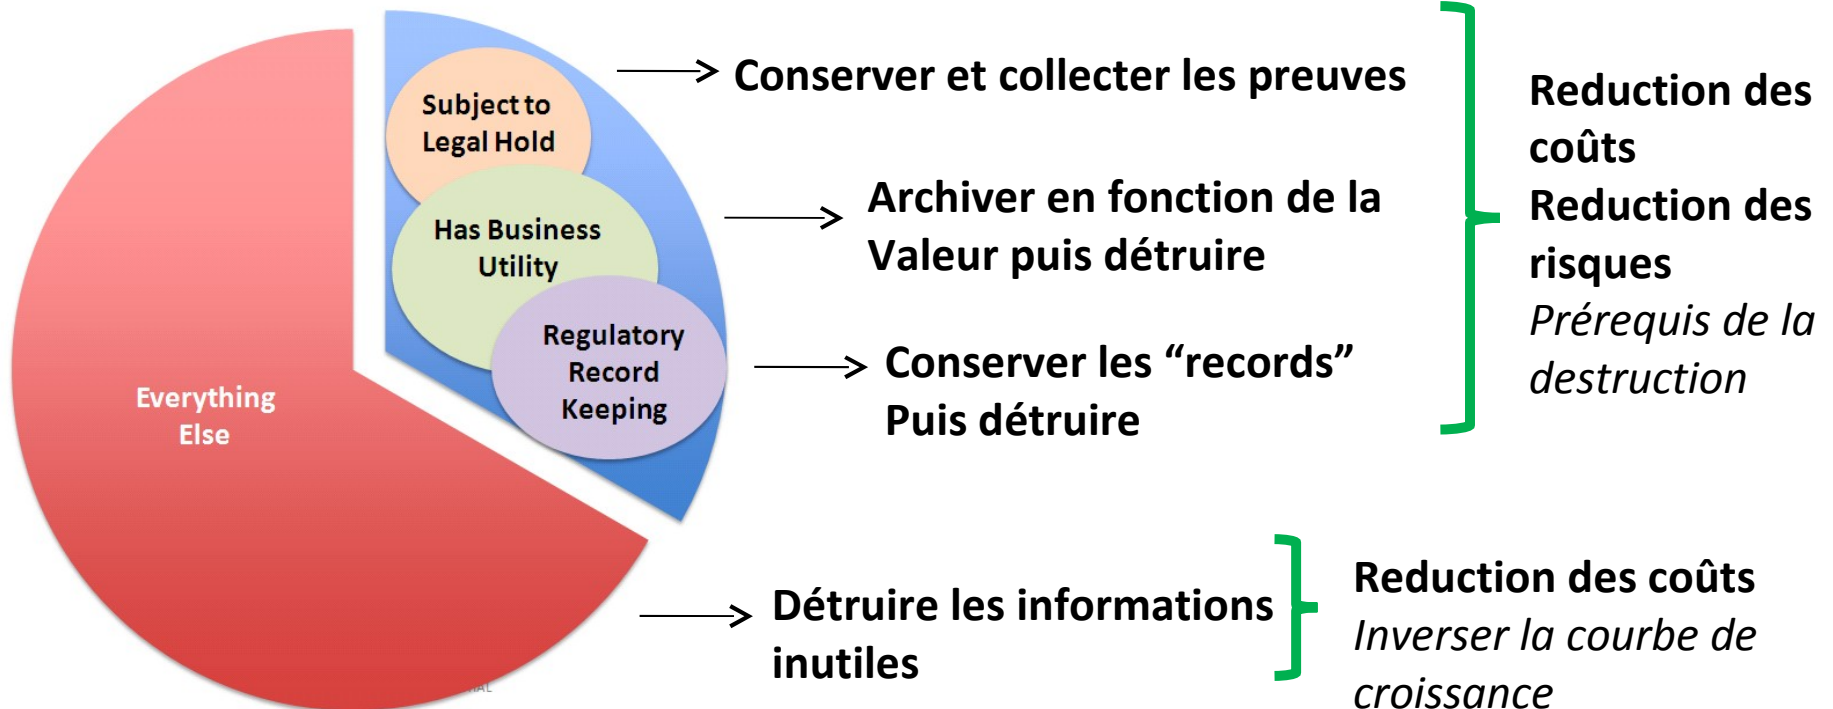 Subject to
Legal Hold
Has Business
Utility
Regulatory
Record
Keeping
Everything
Else
Conserver et collecter les preuves
Archiver en fonction de la
Valeur puis détruire
Conserver les “records”
Puis détruire
Reduction des
coûts
Reduction des
risques
Prérequis de la
destruction
Détruire les informations
inutiles
Reduction des coûts
Inverser la courbe de
croissance